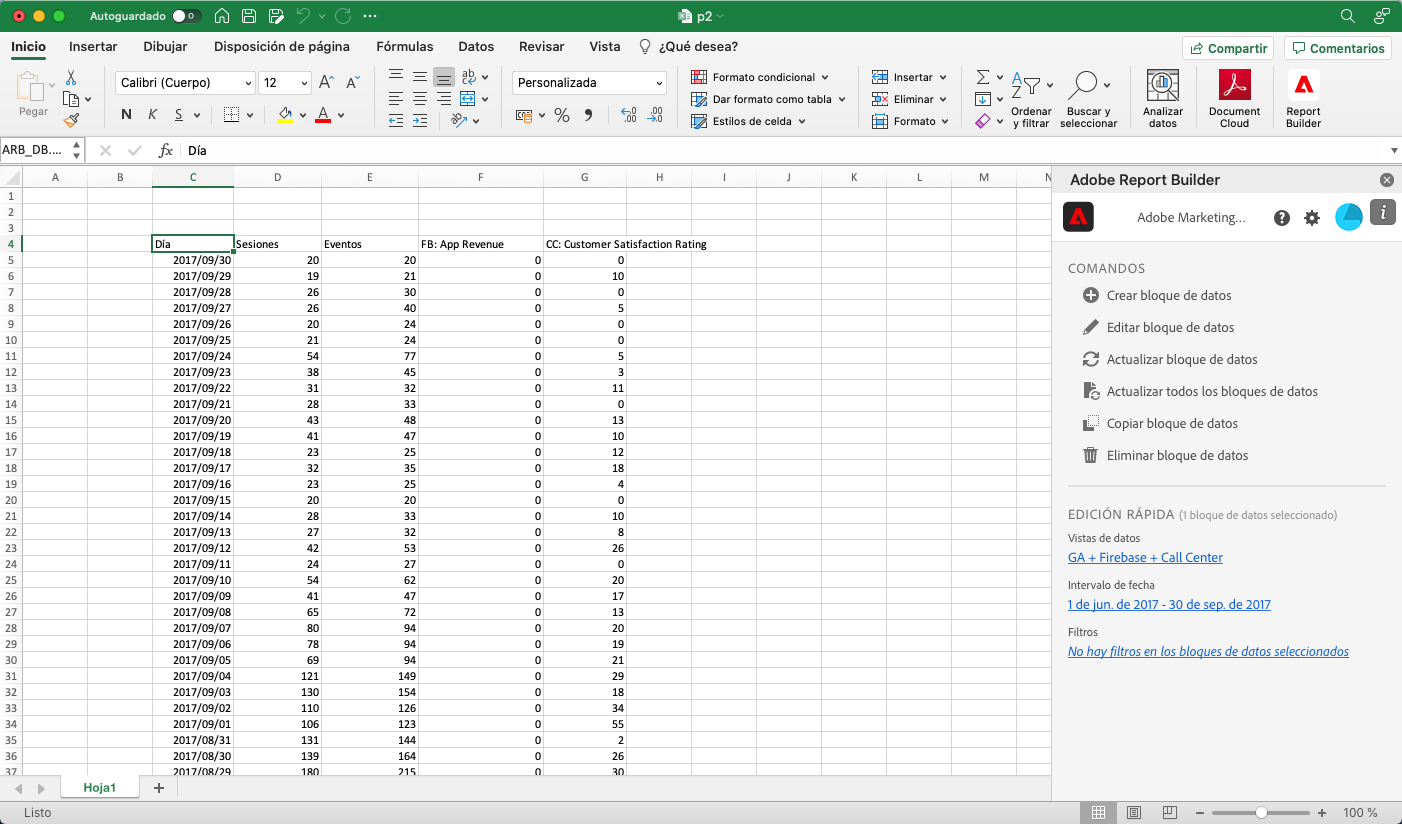 Autoguardado 0 p2
Inicio Insertar Dibujar Disposición de página Fórmulas Datos Revisar Vista ¿Qué desea? Compartir Comentarios
Pegar
Calibri (Cuerpo) 12 A A
N K S A
ab
Personalizada
% ,00
Formato condicional
Dar formato como tabla
Estilos de celda
Insertar
Eliminar
Formato
Ordenar y filtrar
Buscar y seleccionar
Analizar datos
Document Cloud
Report Builder
ARB_DB.... fx Día
A B C D E F G H I J K L M N
1
2
3
4 Día Sesiones Eventos FB: App Revenue CC: Customer Satisfaction Rating
5 2017/09/30 20 20 0 0
6 2017/09/29 19 21 0 10
7 2017/09/28 26 30 0 0
8 2017/09/27 26 40 0 5
9 2017/09/26 20 24 0 0
10 2017/09/25 21 24 0 0
11 2017/09/24 54 77 0 5
12 2017/09/23 38 45 0 3
13 2017/09/22 31 32 0 11
14 2017/09/21 28 33 0 0
15 2017/09/20 43 48 0 13
16 2017/09/19 41 47 0 10
17 2017/09/18 23 25 0 12
18 2017/09/17 32 35 0 18
19 2017/09/16 23 25 0 4
20 2017/09/15 20 20 0 0
21 2017/09/14 28 33 0 10
22 2017/09/13 27 32 0 8
23 2017/09/12 42 53 0 26
24 2017/09/11 24 27 0 0
25 2017/09/10 54 62 0 20
26 2017/09/09 41 47 0 17
27 2017/09/08 65 72 0 13
28 2017/09/07 80 94 0 20
29 2017/09/06 78 94 0 19
30 2017/09/05 69 94 0 21
31 2017/09/04 121 149 0 29
32 2017/09/03 130 154 0 18
33 2017/09/02 110 126 0 34
34 2017/09/01 106 123 0 55
35 2017/08/31 131 144 0 2
36 2017/08/30 139 164 0 26
37 2017/08/29 180 215 0 30
Adobe Report Builder
Adobe Marketing...
COMANDOS
Crear bloque de datos
Editar bloque de datos
Actualizar bloque de datos
Actualizar todos los bloques de datos
Copiar bloque de datos
Eliminar bloque de datos
EDICIÓN RÁPIDA (1 bloque de datos seleccionado)
Vistas de datos
GA + Firebase + Call Center
Intervalo de fecha
1 de jun. de 2017 - 30 de sep. de 2017
Filtros
No hay filtros en los bloques de datos seleccionados
Hoja1 +
Listo 100 %